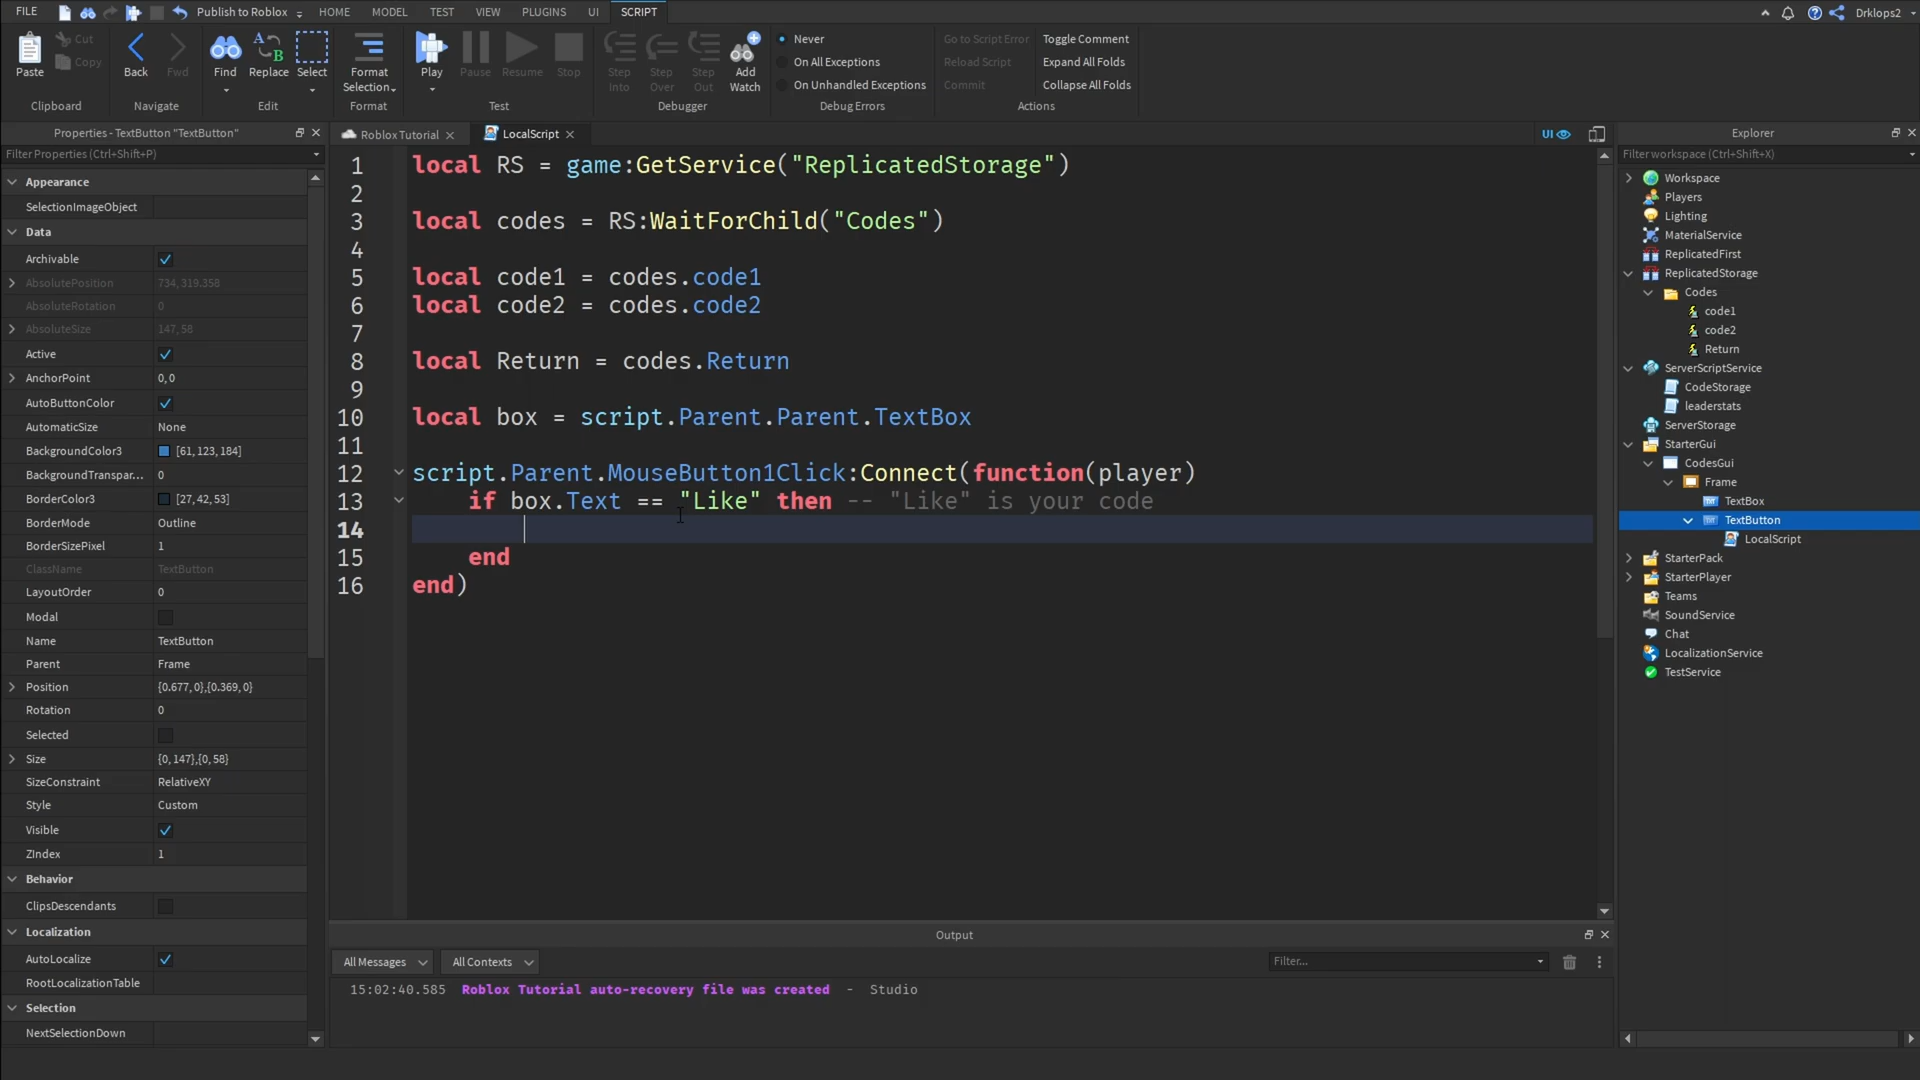 FILE
Publish to Roblox
HOME
MODEL
TEST
VIEW
PLUGINS
UI
SCRIPT
Drklops2
Paste
Cut
Copy
Clipboard
Back
Fwd
Navigate
Find
Replace
Select
Edit
Format
Selection
Format
Play
Pause
Resume
Stop
Test
Step
Into
Step
Over
Step
Out
Add
Watch
Debugger
Never
On All Exceptions
On Unhandled Exceptions
Debug Errors
Go to Script Error
Reload Script
Commit
Toggle Comment
Expand All Folds
Collapse All Folds
Actions
Properties - TextButton "TextButton"
Filter Properties (Ctrl+Shift+P)
Appearance
SelectionImageObject
Data
Archivable
AbsolutePosition 734, 319.358
AbsoluteRotation 0
AbsoluteSize 147, 58
Active
AnchorPoint 0, 0
AutoButtonColor
AutomaticSize None
BackgroundColor3 [61, 123, 184]
BackgroundTranspar... 0
BorderColor3 [27, 42, 53]
BorderMode Outline
BorderSizePixel 1
ClassName TextButton
LayoutOrder 0
Modal
Name TextButton
Parent Frame
Position {0.677, 0},{0.369, 0}
Rotation 0
Selected
Size {0, 147},{0, 58}
SizeConstraint RelativeXY
Style Custom
Visible
ZIndex 1
Behavior
ClipsDescendants
Localization
AutoLocalize
RootLocalizationTable
Selection
NextSelectionDown
Roblox Tutorial
LocalScript
UI
1 local RS = game:GetService("ReplicatedStorage")
2
3 local codes = RS:WaitForChild("Codes")
4
5 local code1 = codes.code1
6 local code2 = codes.code2
7
8 local Return = codes.Return
9
10 local box = script.Parent.Parent.TextBox
11
12 script.Parent.MouseButton1Click:Connect(function(player)
13 if box.Text == "Like" then -- "Like" is your code
14
15 end
16 end)
Output
All Messages
All Contexts
Filter...
15:02:40.585 Roblox Tutorial auto-recovery file was created - Studio
Explorer
Filter workspace (Ctrl+Shift+X)
Workspace
Players
Lighting
MaterialService
ReplicatedFirst
ReplicatedStorage
Codes
code1
code2
Return
ServerScriptService
CodeStorage
leaderstats
ServerStorage
StarterGui
CodesGui
Frame
TextBox
TextButton
LocalScript
StarterPack
StarterPlayer
Teams
SoundService
Chat
LocalizationService
TestService